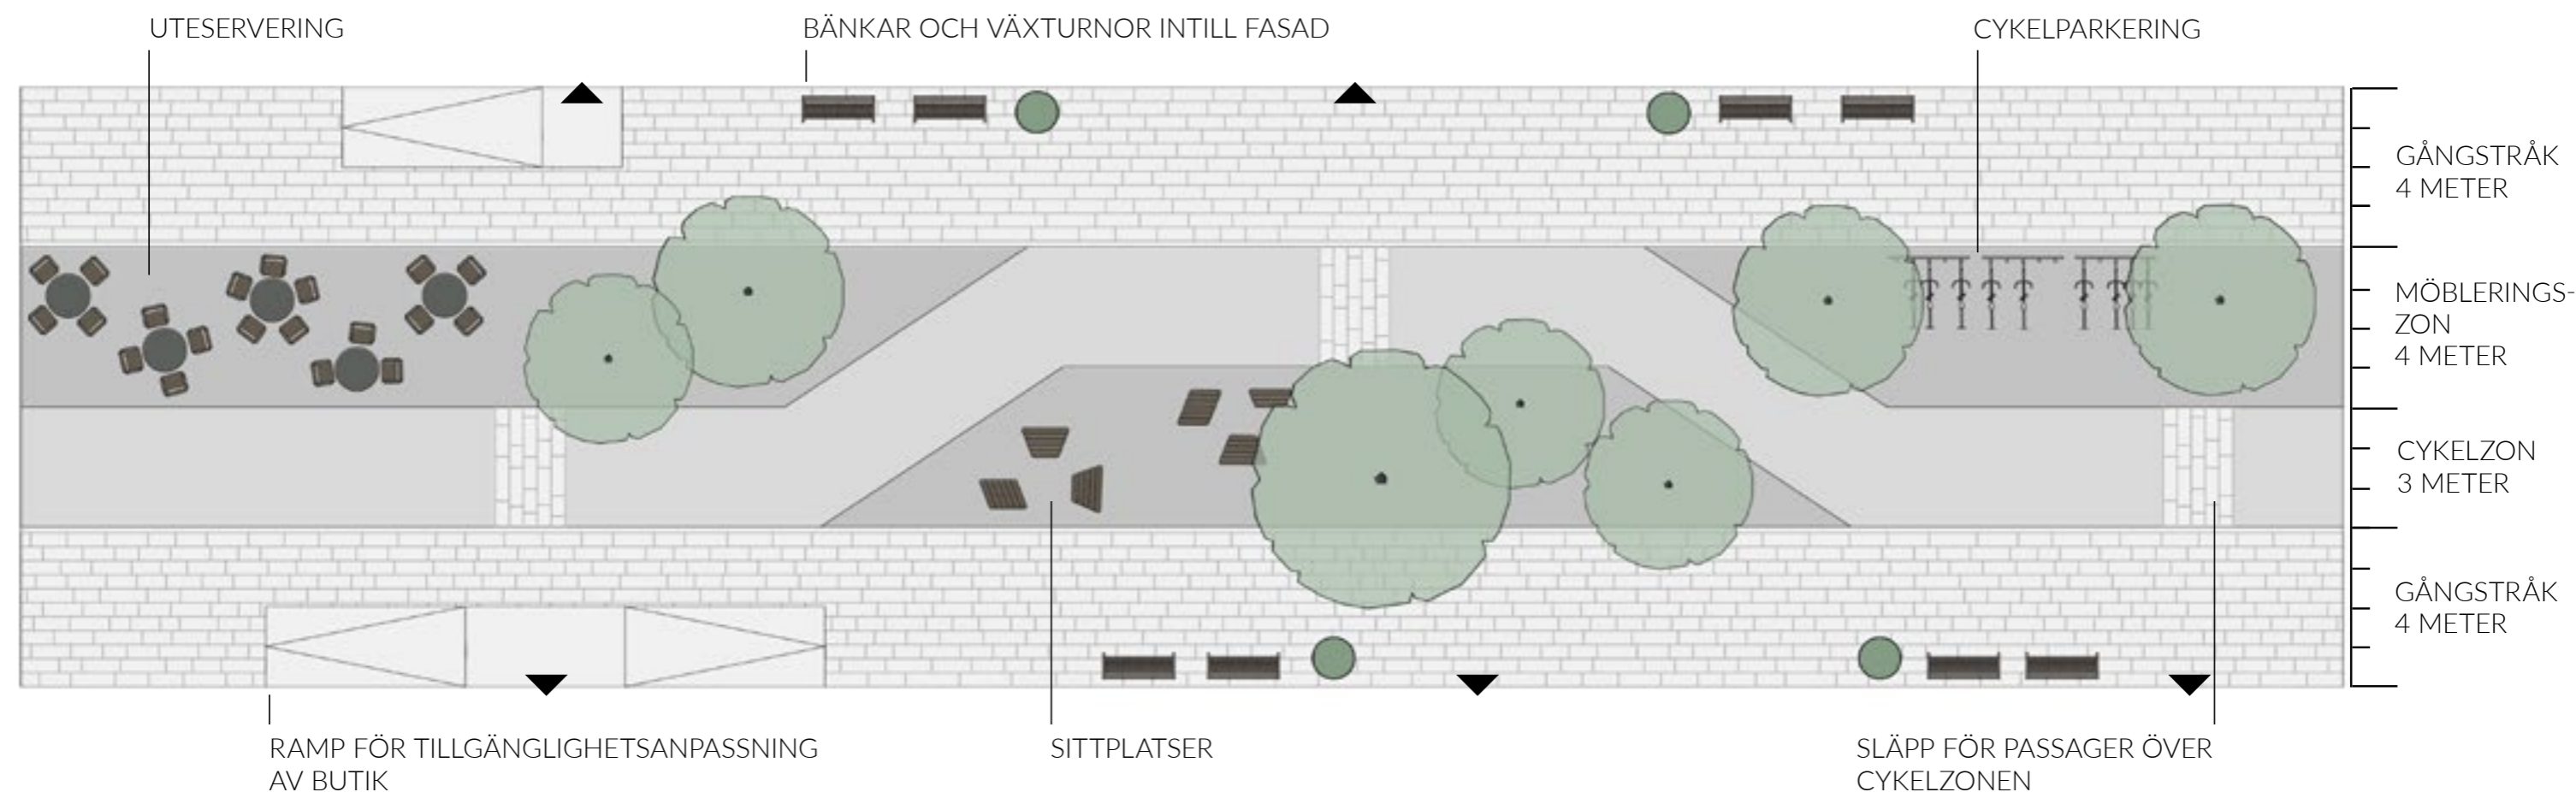 UTESERVERING
BÄNKAR OCH VÄXTURNOR INTILL FASAD
CYKELPARKERING
GÅNGSTRÅK
4 METER
MÖBLERINGS-
ZON
4 METER
CYKELZON
3 METER
GÅNGSTRÅK
4 METER
RAMP FÖR TILLGÄNGLIGHETSANPASSNING
AV BUTIK
SITTPLATSER
SLÄPP FÖR PASSAGER ÖVER
CYKELZONEN